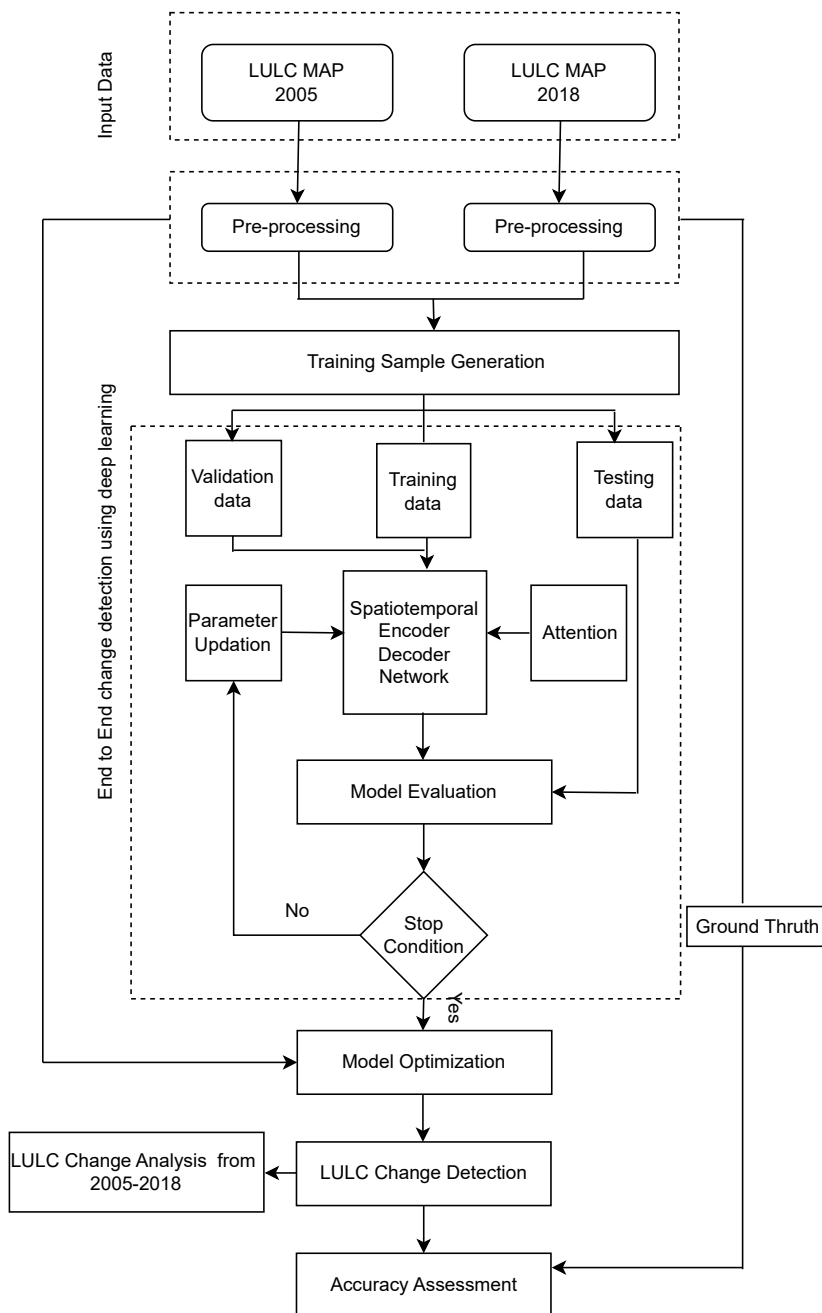 Input Data
LULC MAP
2005
LULC MAP
2018
Pre-processing
Pre-processing
Training Sample Generation
End to End change detection using deep learning
Validation
data
Training
data
Testing
data
Parameter
Updation
Spatiotemporal
Encoder
Decoder
Network
Attention
Model Evaluation
No
Stop
Condition
Ground Thruth
Yes
Model Optimization
LULC Change Analysis from
2005-2018
LULC Change Detection
Accuracy Assessment